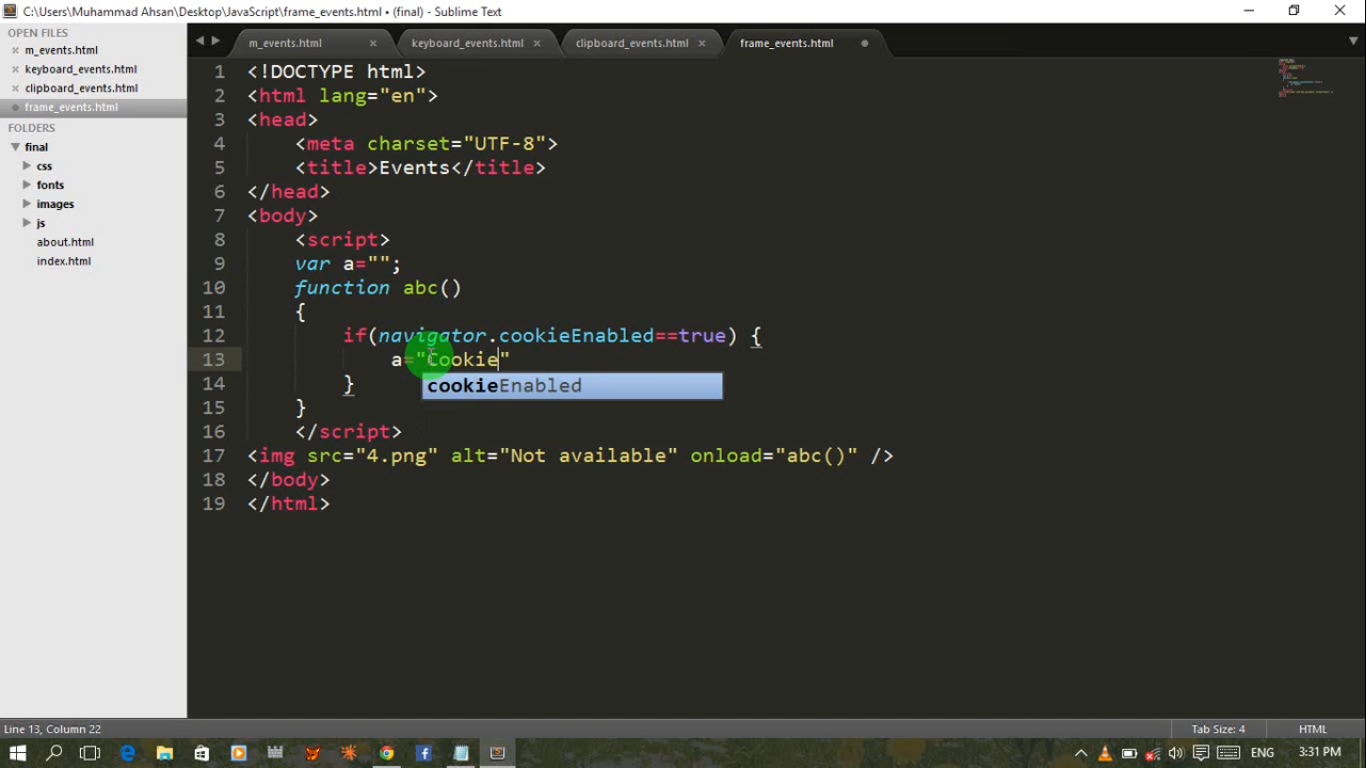 C:\Users\Muhammad Ahsan\Desktop\JavaScript\frame_events.html • (final) - Sublime Text
OPEN FILES
m_events.html
keyboard_events.html
clipboard_events.html
frame_events.html
FOLDERS
final
css
fonts
images
js
about.html
index.html
m_events.html keyboard_events.html clipboard_events.html frame_events.html
1 <!DOCTYPE html>
2 <html lang="en">
3 <head>
4 <meta charset="UTF-8">
5 <title>Events</title>
6 </head>
7 <body>
8 <script>
9 var a="";
10 function abc()
11 {
12 if(navigator.cookieEnabled==true) {
13 a="Cookie"
cookieEnabled
14 }
15 }
16 </script>
17 <img src="4.png" alt="Not available" onload="abc()" />
18 </body>
19 </html>
Line 13, Column 22 Tab Size: 4 HTML
ENG 3:31 PM